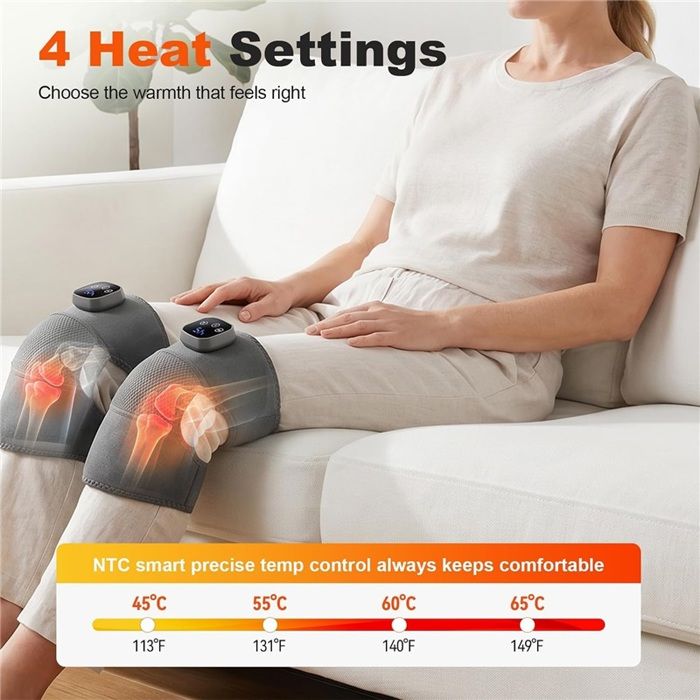 4 Heat Settings
Choose the warmth that feels right
NTC smart precise temp control always keeps comfortable
45°C 55°C 60°C 65°C
113°F 131°F 140°F 149°F